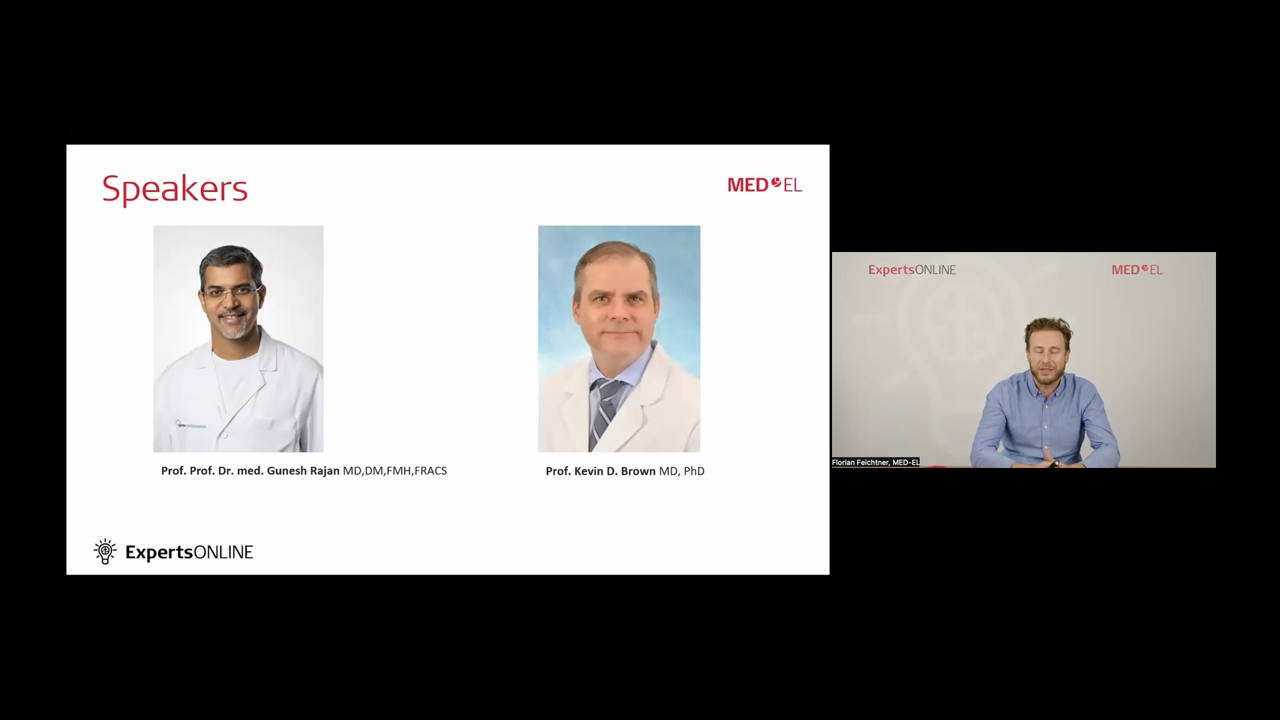 Speakers
MED EL
Prof. Prof. Dr. med. Gunesh Rajan MD,DM,FMH,FRACS
Prof. Kevin D. Brown MD, PhD
ExpertsONLINE
ExpertsONLINE
MED EL
Florian Feichtner, MED-EL